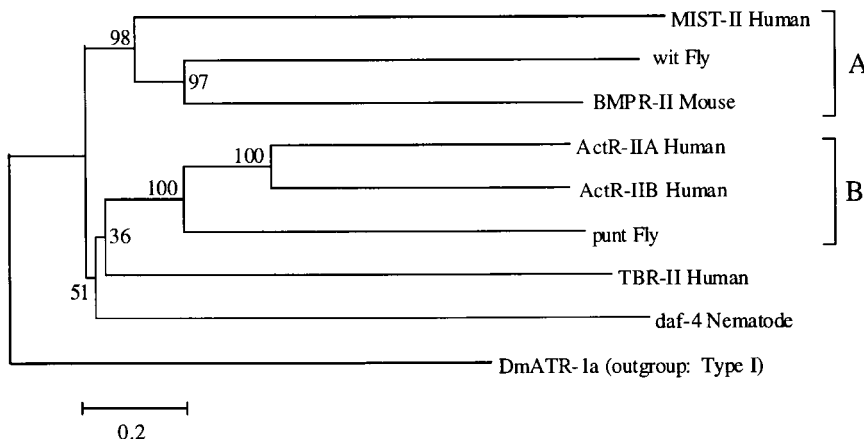 MIST-II Human
98
A
wit Fly
97
BMPR-II Mouse
ActR-IIA Human
100
100
ActR-IIB Human
B
punt Fly
36
TBR-II Human
51
daf-4 Nematode
DmATR-1a (outgroup: Type I)
0.2